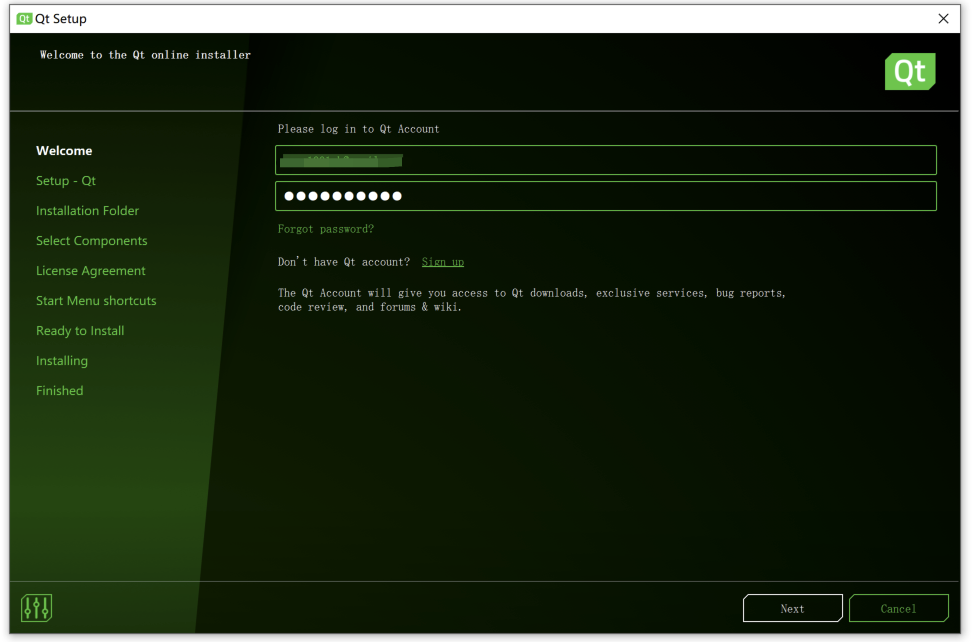 Qt Qt Setup
Welcome to the Qt online installer
Qt
Please log in to Qt Account
Welcome
Setup - Qt
Installation Folder
Select Components
License Agreement
Start Menu shortcuts
Ready to Install
Installing
Finished
●●●●●●●●●●
Forgot password?
Don't have Qt account? Sign up
The Qt Account will give you access to Qt downloads, exclusive services, bug reports,
code review, and forums & wiki.
Next
Cancel